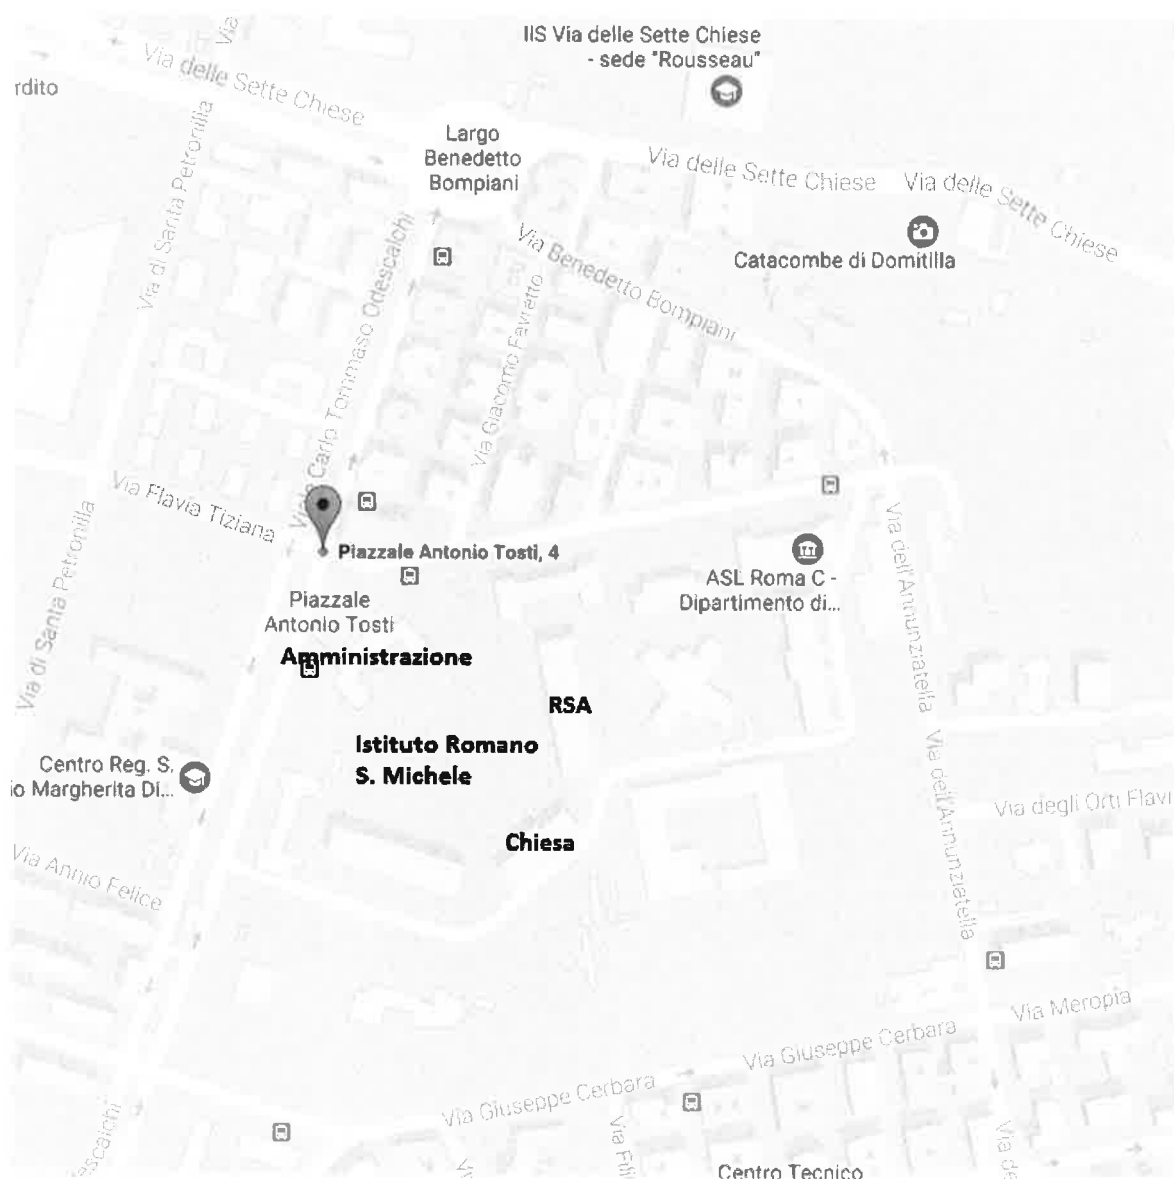 Via
IIS Via delle Sette Chiese
- sede "Rousseau"
Via delle Sette Chiese
rdito
Largo
Benedetto
Bompiani
Via delle Sette Chiese
Via delle Sette Chiese
Via di Santa Petronilla
Catacombe di Domitilla
Via Benedetto Bompiani
Carlo Tommaso Odescalchi
Via Giacomo Favretto
Via Flavia Tiziana
Piazzale Antonio Tosti, 4
ASL Roma C -
Dipartimento di...
Piazzale
Antonio Tosti
Via di Santa Petronilla
Via dell'Annunziatella
Amministrazione
RSA
Istituto Romano
S. Michele
Centro Reg. S.
io Margherita Di...
Via dell'Annunziatella
Via degli Orti Flavi
Chiesa
Via Annio Felice
Via Meropia
Via Giuseppe Cerbara
Via Giuseppe Cerbara
escalchi
Via de
Centro Tecnico